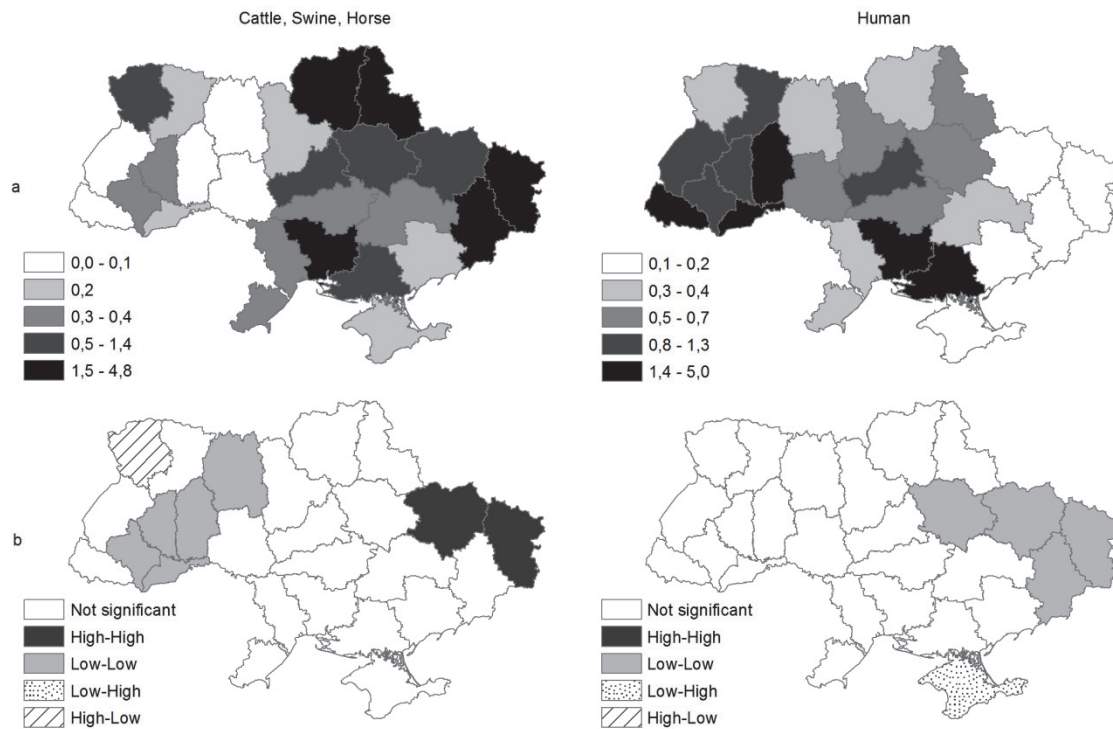 Cattle, Swine, Horse
Human
a
0,0 - 0,1
0,2
0,3 - 0,4
0,5 - 1,4
1,5 - 4,8
0,1 - 0,2
0,3 - 0,4
0,5 - 0,7
0,8 - 1,3
1,4 - 5,0
b
Not significant
High-High
Low-Low
Low-High
High-Low
Not significant
High-High
Low-Low
Low-High
High-Low